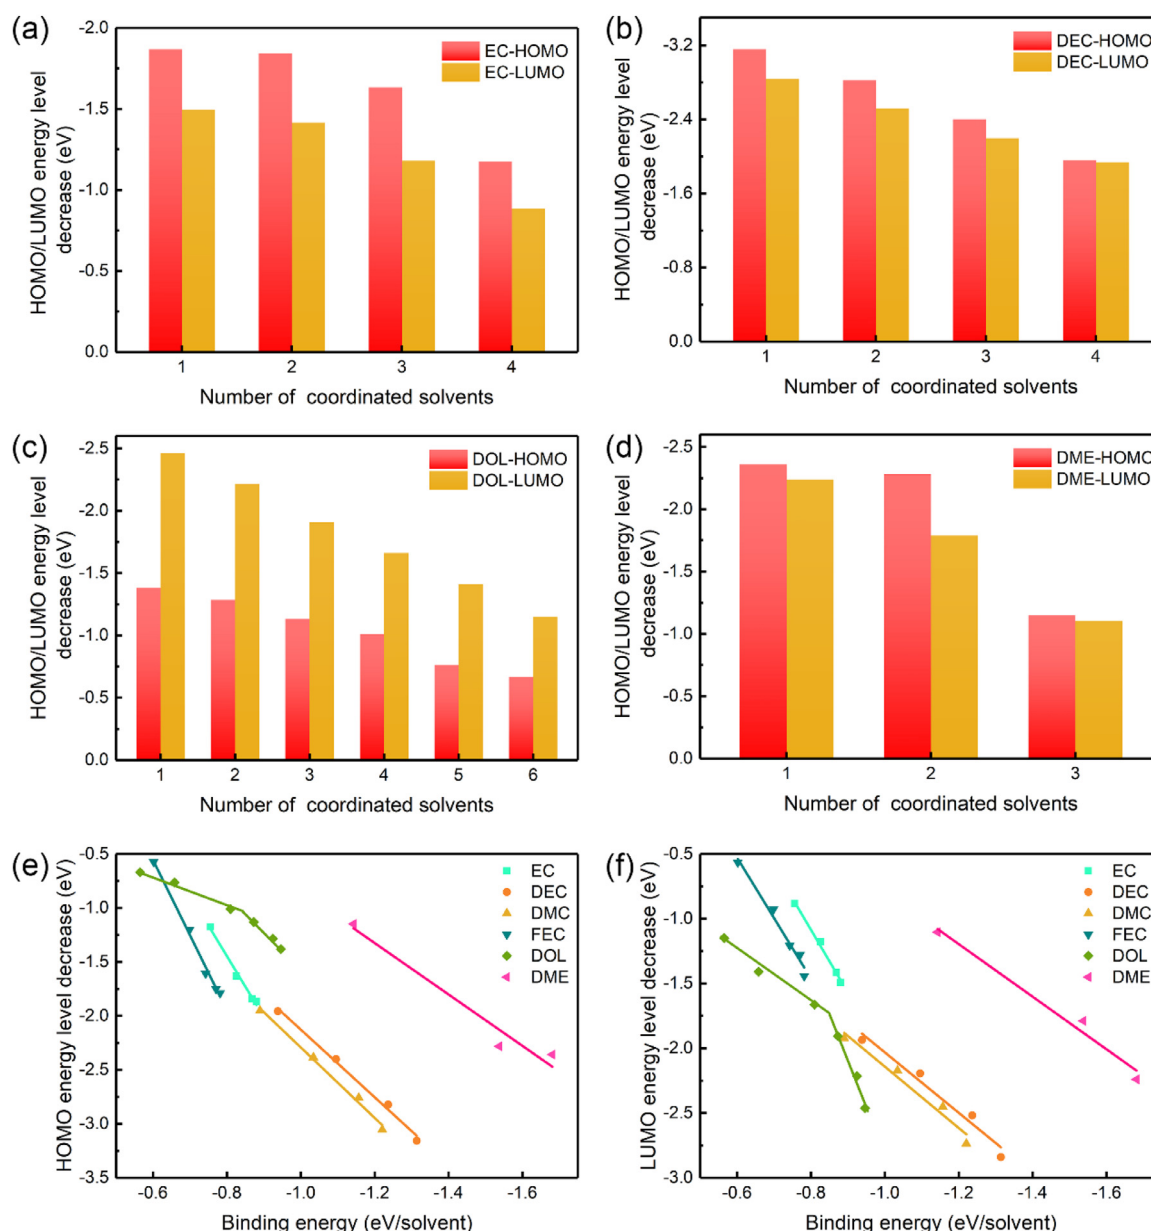 (a)
HOMO/LUMO energy level
decrease (eV)
-2.0
-1.5
-1.0
-0.5
0.0
EC-HOMO
EC-LUMO
1 2 3 4
Number of coordinated solvents
(b)
HOMO/LUMO energy level
decrease (eV)
-3.2
-2.4
-1.6
-0.8
0.0
DEC-HOMO
DEC-LUMO
1 2 3 4
Number of coordinated solvents
(c)
HOMO/LUMO energy level
decrease (eV)
-2.5
-2.0
-1.5
-1.0
-0.5
0.0
DOL-HOMO
DOL-LUMO
1 2 3 4 5 6
Number of coordinated solvents
(d)
HOMO/LUMO energy level
decrease (eV)
-2.5
-2.0
-1.5
-1.0
-0.5
0.0
DME-HOMO
DME-LUMO
1 2 3
Number of coordinated solvents
(e)
HOMO energy level decrease (eV)
-0.5
-1.0
-1.5
-2.0
-2.5
-3.0
-3.5
EC
DEC
DMC
FEC
DOL
DME
-0.6 -0.8 -1.0 -1.2 -1.4 -1.6
Binding energy (eV/solvent)
(f)
LUMO energy level decrease (eV)
-0.5
-1.0
-1.5
-2.0
-2.5
-3.0
EC
DEC
DMC
FEC
DOL
DME
-0.6 -0.8 -1.0 -1.2 -1.4 -1.6
Binding energy (eV/solvent)